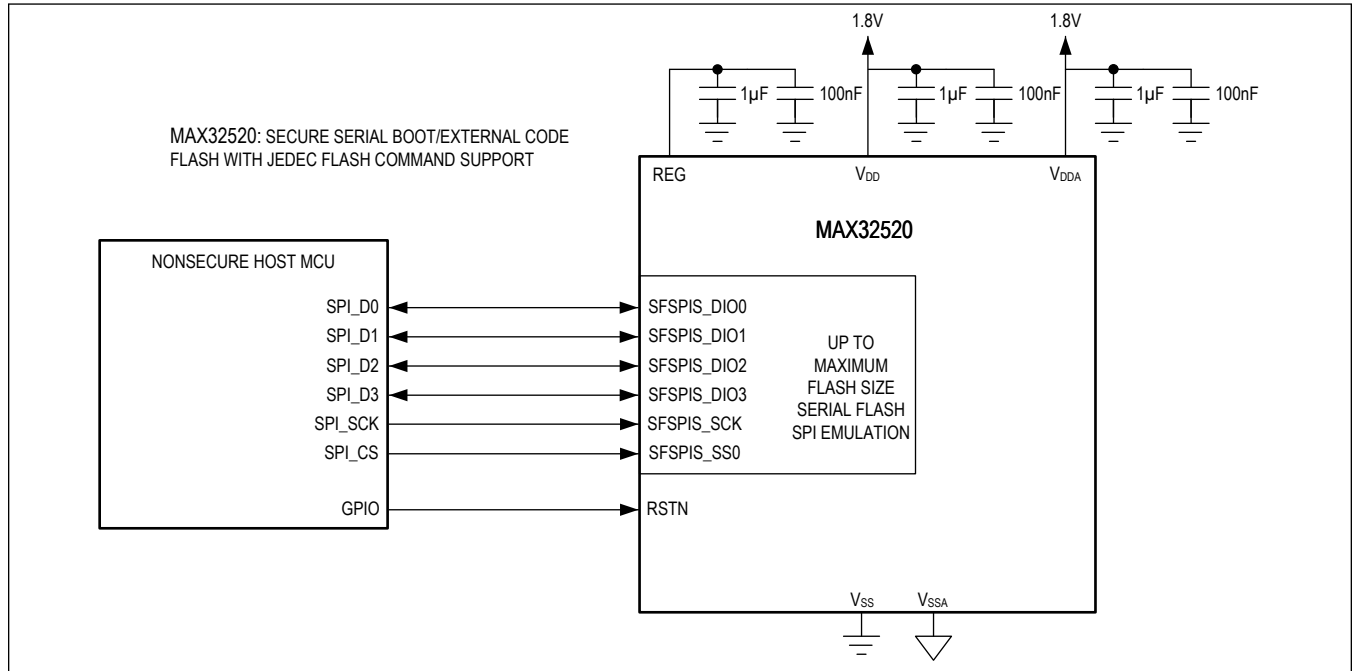 1.8V
1.8V
1µF
100nF
1µF
100nF
1µF
100nF
MAX32520: SECURE SERIAL BOOT/EXTERNAL CODE
FLASH WITH JEDEC FLASH COMMAND SUPPORT
REG
VDD
VDDA
MAX32520
NONSECURE HOST MCU
SPI_D0
SPI_D1
SPI_D2
SPI_D3
SPI_SCK
SPI_CS
GPIO
SFSPIS_DIO0
SFSPIS_DIO1
SFSPIS_DIO2
SFSPIS_DIO3
SFSPIS_SCK
SFSPIS_SS0
RSTN
UP TO
MAXIMUM
FLASH SIZE
SERIAL FLASH
SPI EMULATION
VSS
VSSA